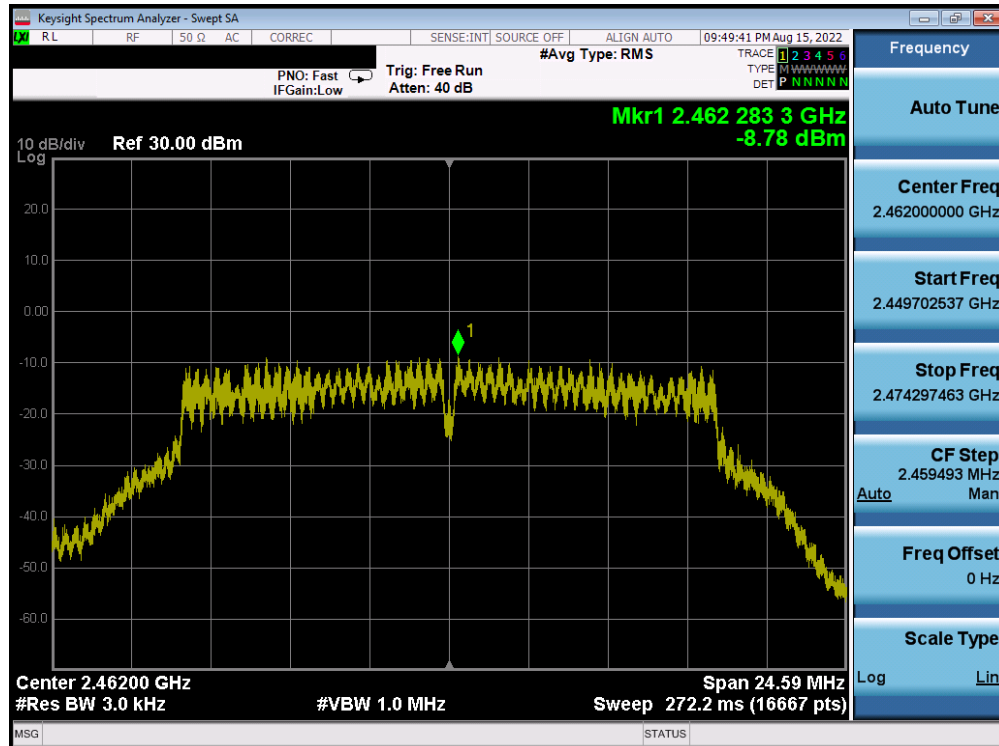 Keysight Spectrum Analyzer - Swept SA
LXI RL RF 50 Ω AC CORREC SENSE:INT SOURCE OFF ALIGN AUTO 09:49:41 PM Aug 15, 2022
#Avg Type: RMS
TRACE 1 2 3 4 5 6
TYPE M W W W W W
DET P N N N N N
PNO: Fast
IFGain:Low
Trig: Free Run
Atten: 40 dB
Mkr1 2.462 283 3 GHz
-8.78 dBm
10 dB/div Ref 30.00 dBm
Log
20.0
10.0
0.00
-10.0
-20.0
-30.0
-40.0
-50.0
-60.0
1
Center 2.46200 GHz Span 24.59 MHz
#Res BW 3.0 kHz #VBW 1.0 MHz Sweep 272.2 ms (16667 pts)
MSG STATUS
Frequency
Auto Tune
Center Freq
2.462000000 GHz
Start Freq
2.449702537 GHz
Stop Freq
2.474297463 GHz
CF Step
2.459493 MHz
Auto Man
Freq Offset
0 Hz
Scale Type
Log Lin